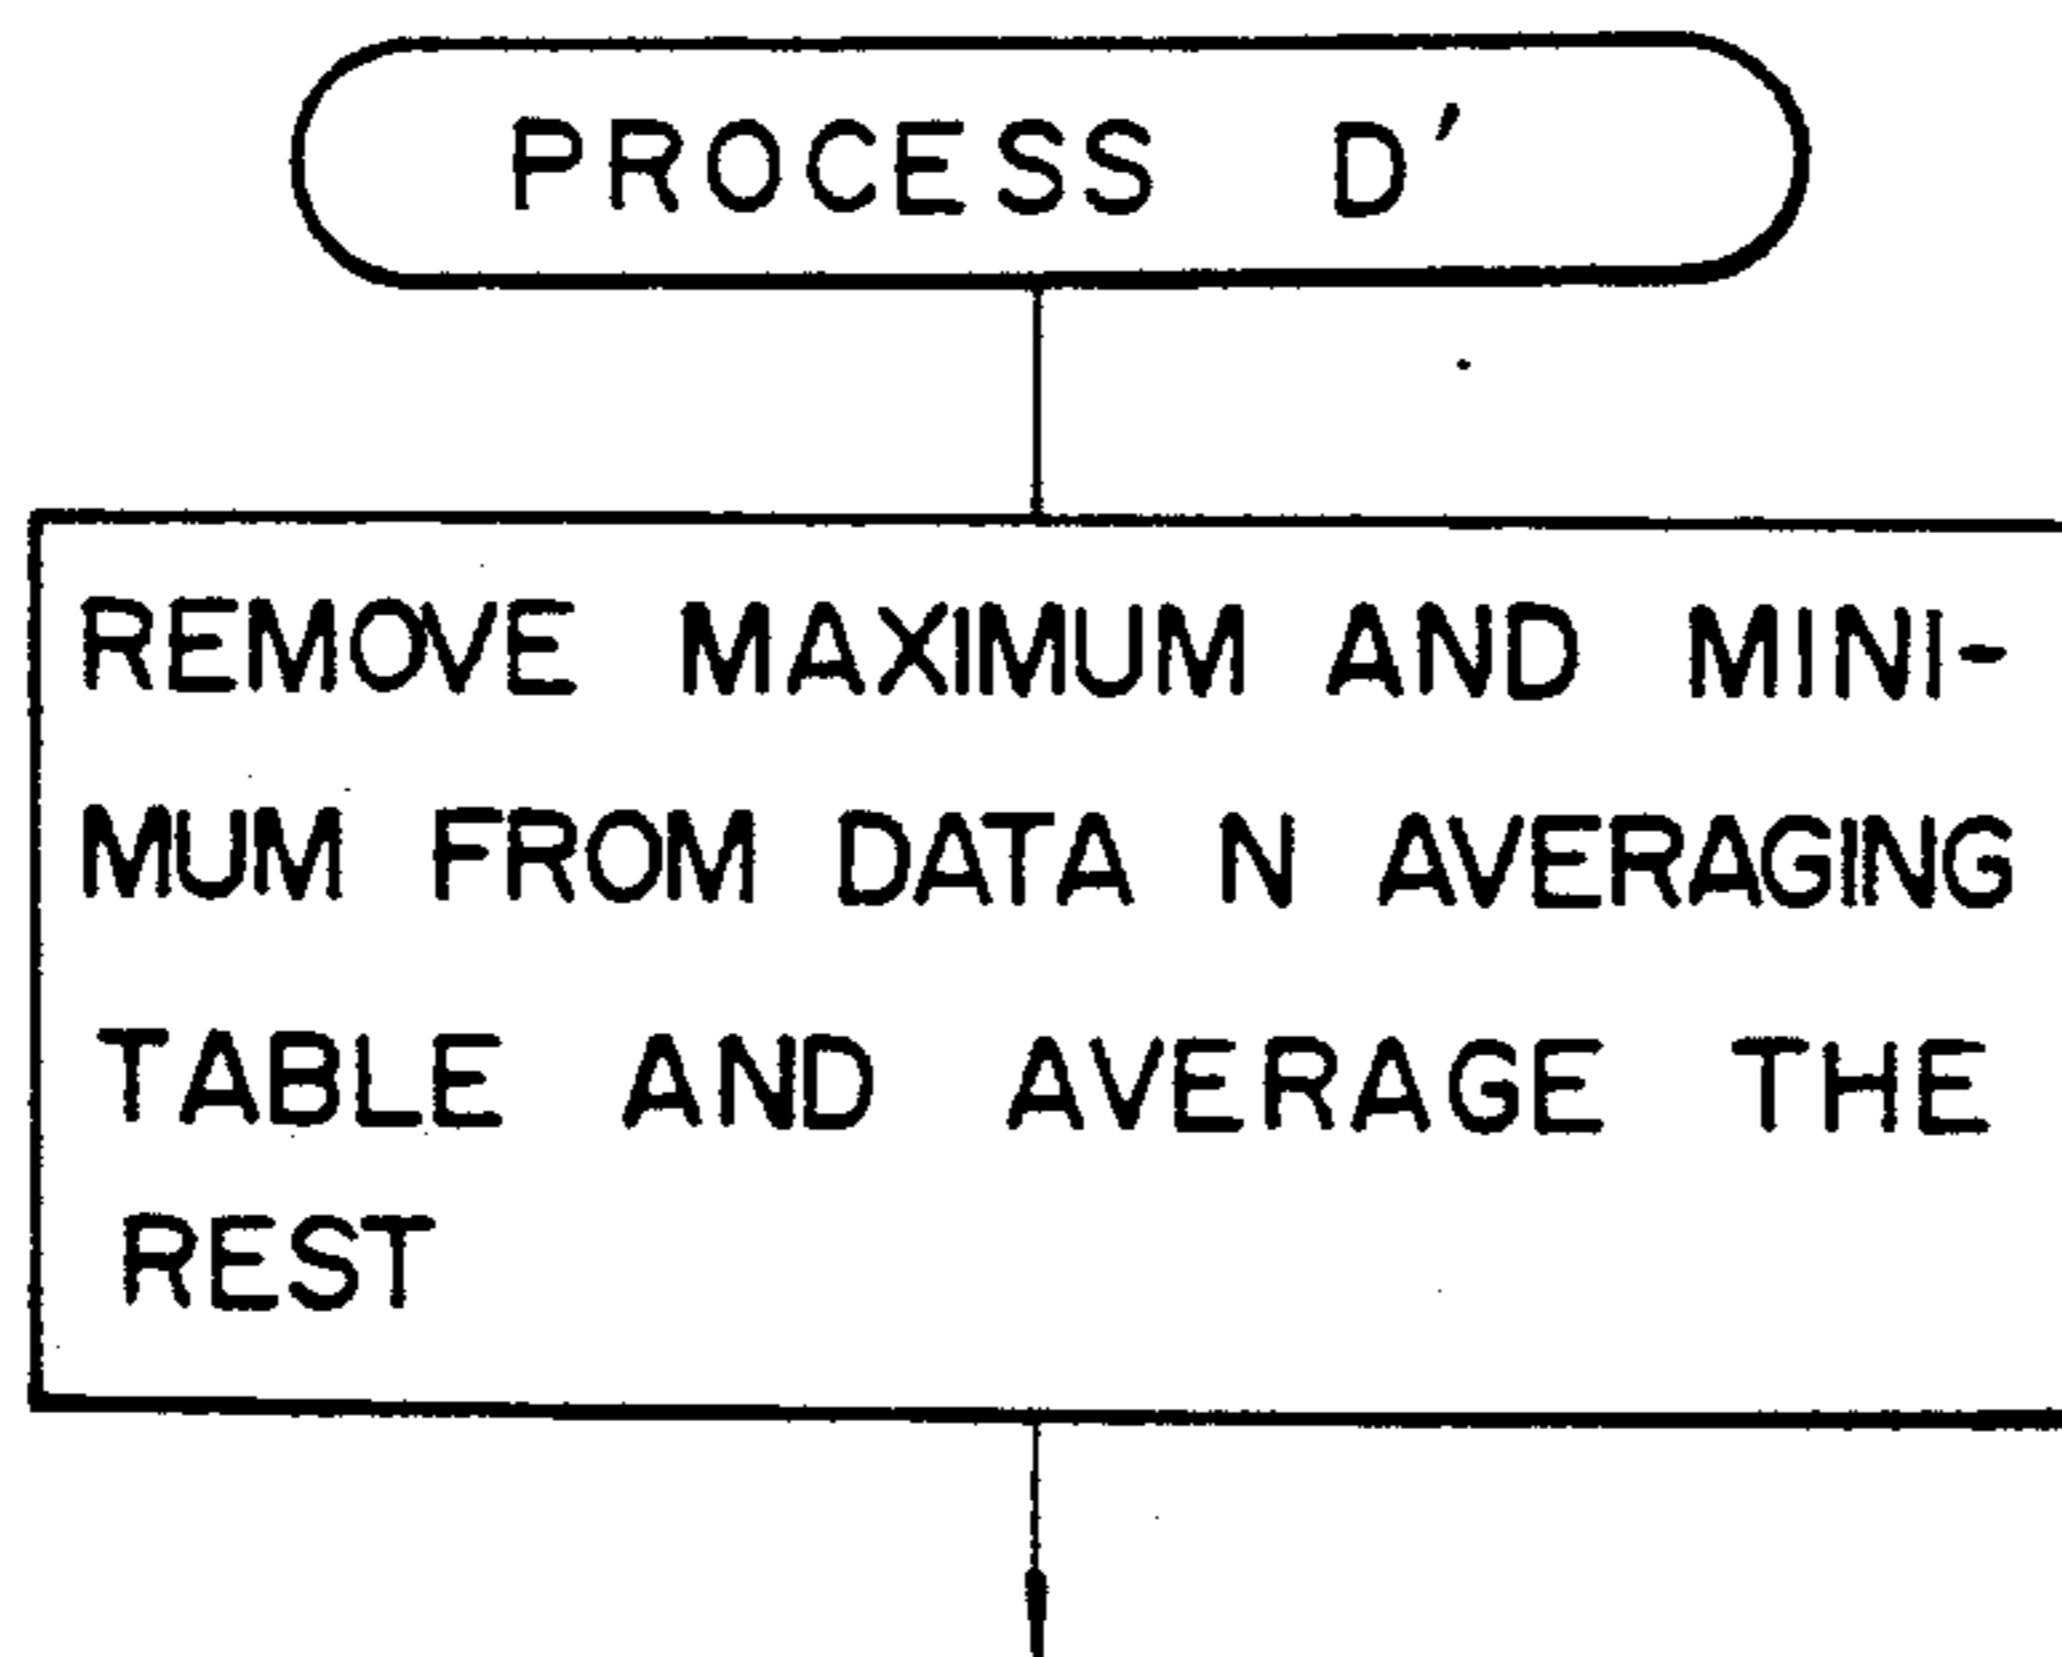 PROCESS D'
REMOVE MAXIMUM AND MINI-
MUM FROM DATA N AVERAGING
TABLE AND AVERAGE THE
REST